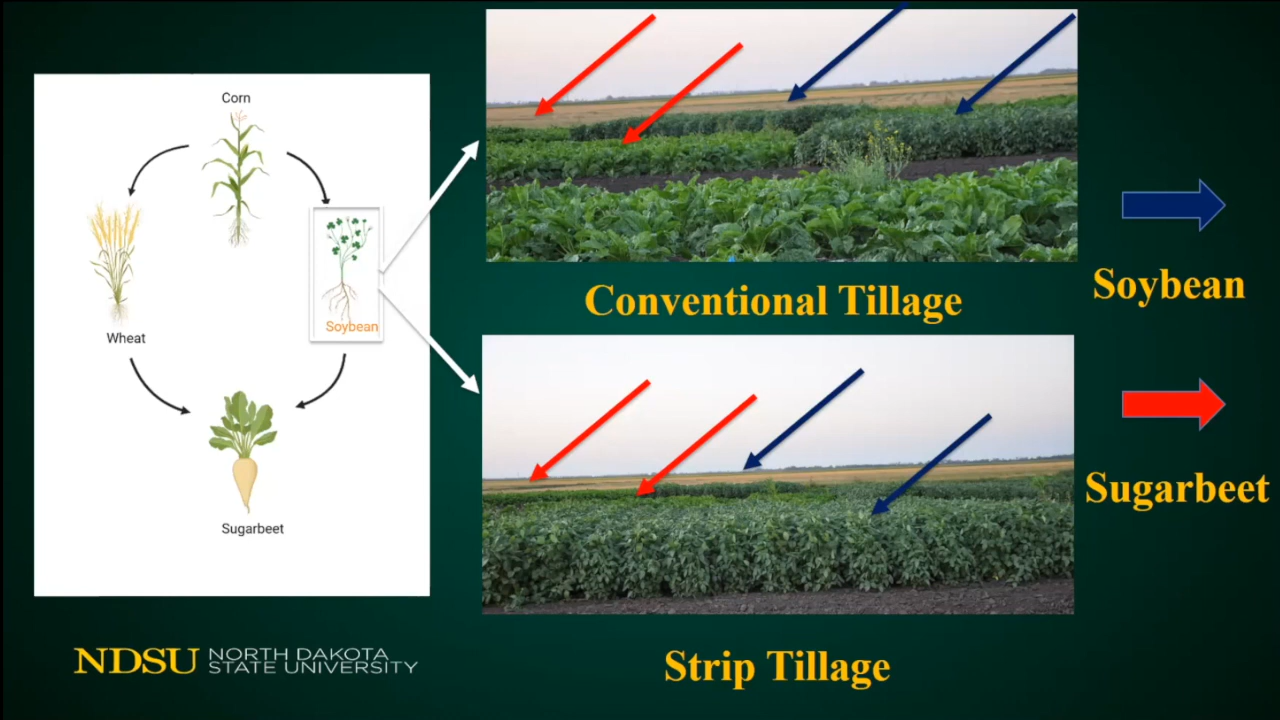 Corn
Wheat
Soybean
Sugarbeet
Conventional Tillage
Strip Tillage
Soybean
Sugarbeet
NDSU NORTH DAKOTA
STATE UNIVERSITY